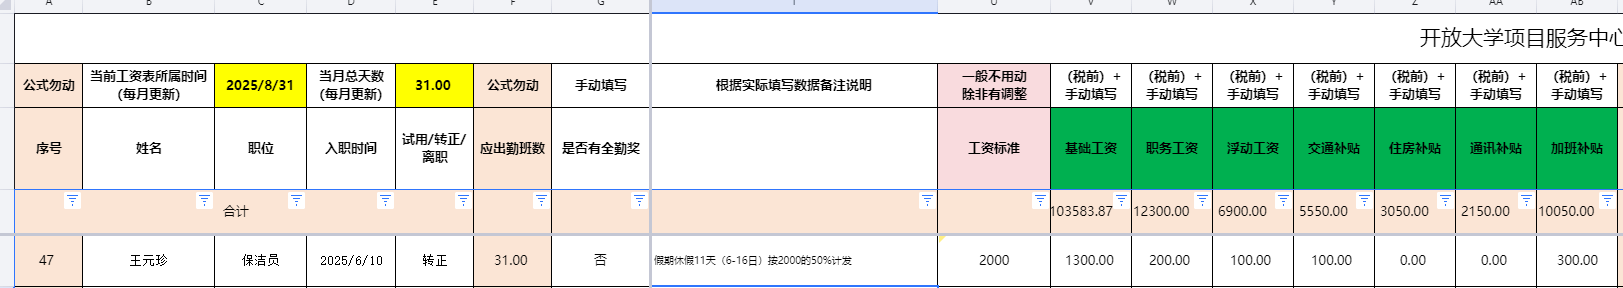 A B C D E F G T U V W X Y Z AA AB
开放大学项目服务中心
公式勿动 当前工资表所属时间（每月更新） 2025/8/31 当月总天数（每月更新） 31.00 公式勿动 手动填写 根据实际填写数据备注说明 一般不用动除非有调整 （税前）+手动填写 （税前）+手动填写 （税前）+手动填写 （税前）+手动填写 （税前）+手动填写 （税前）+手动填写 （税前）+手动填写
序号 姓名 职位 入职时间 试用/转正/离职 应出勤班数 是否有全勤奖 工资标准 基础工资 职务工资 浮动工资 交通补贴 住房补贴 通讯补贴 加班补贴
合计 103583.87 12300.00 6900.00 5550.00 3050.00 2150.00 10050.00
47 王元珍 保洁员 2025/6/10 转正 31.00 否 假期休假11天（6-16日）按2000的50%计发 2000 1300.00 200.00 100.00 100.00 0.00 0.00 300.00